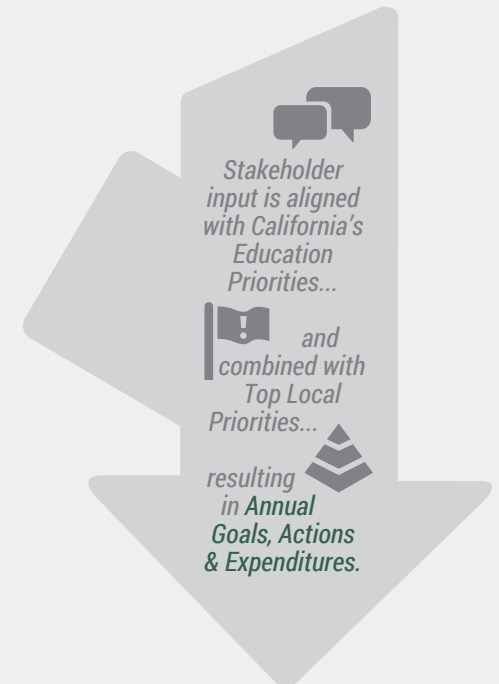 Stakeholder
input is aligned
with California's
Education
Priorities...
!
and
combined with
Top Local
Priorities...
resulting
in Annual
Goals, Actions
& Expenditures.